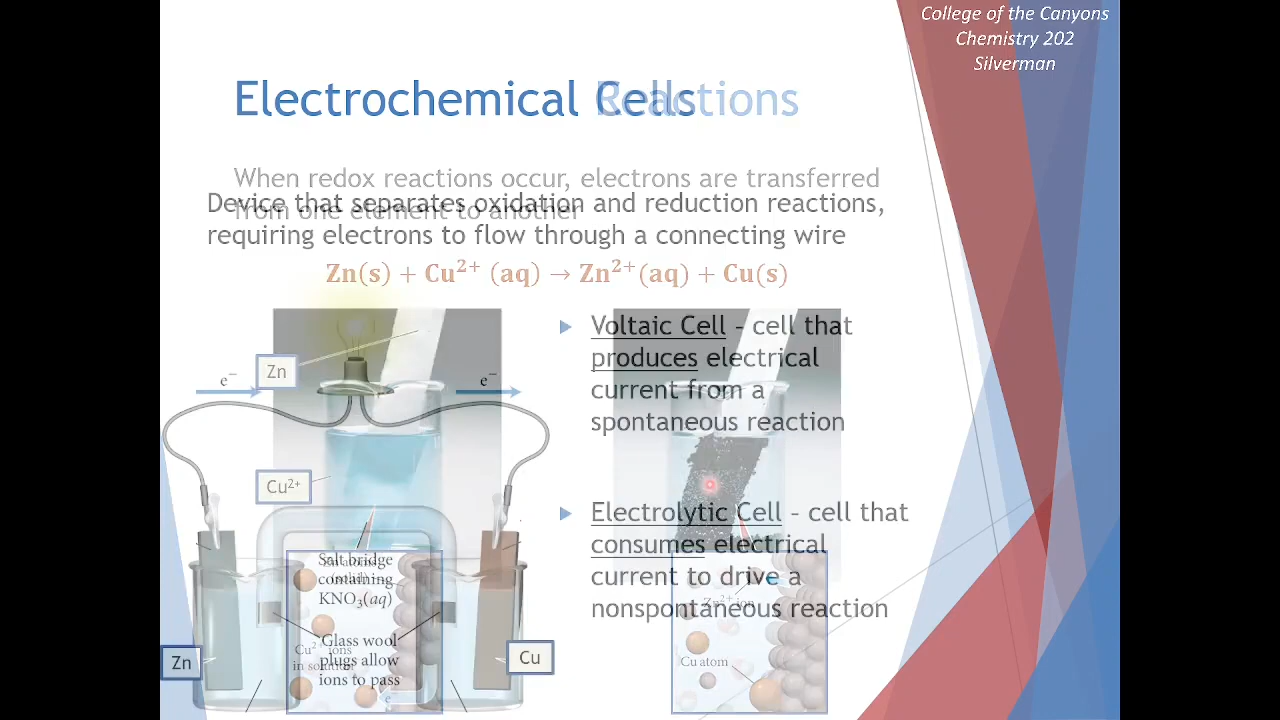 College of the Canyons
Chemistry 202
Silverman
Electrochemical Cells
Reactions
When redox reactions occur, electrons are transferred
from one element to another
Device that separates oxidation and reduction reactions,
requiring electrons to flow through a connecting wire
Zn(s) + Cu²⁺ (aq) → Zn²⁺(aq) + Cu(s)
Voltaic Cell – cell that
produces electrical
current from a
spontaneous reaction
Electrolytic Cell – cell that
consumes electrical
current to drive a
nonspontaneous reaction
Zn
e⁻
e⁻
Cu²⁺
Salt bridge
containing
KNO₃(aq)
Zn atoms
(solid)
Glass wool
plugs allow
ions to pass
Cu²⁺ ions
in solution
Zn
Cu
Zn²⁺ ion
Cu atom
e⁻